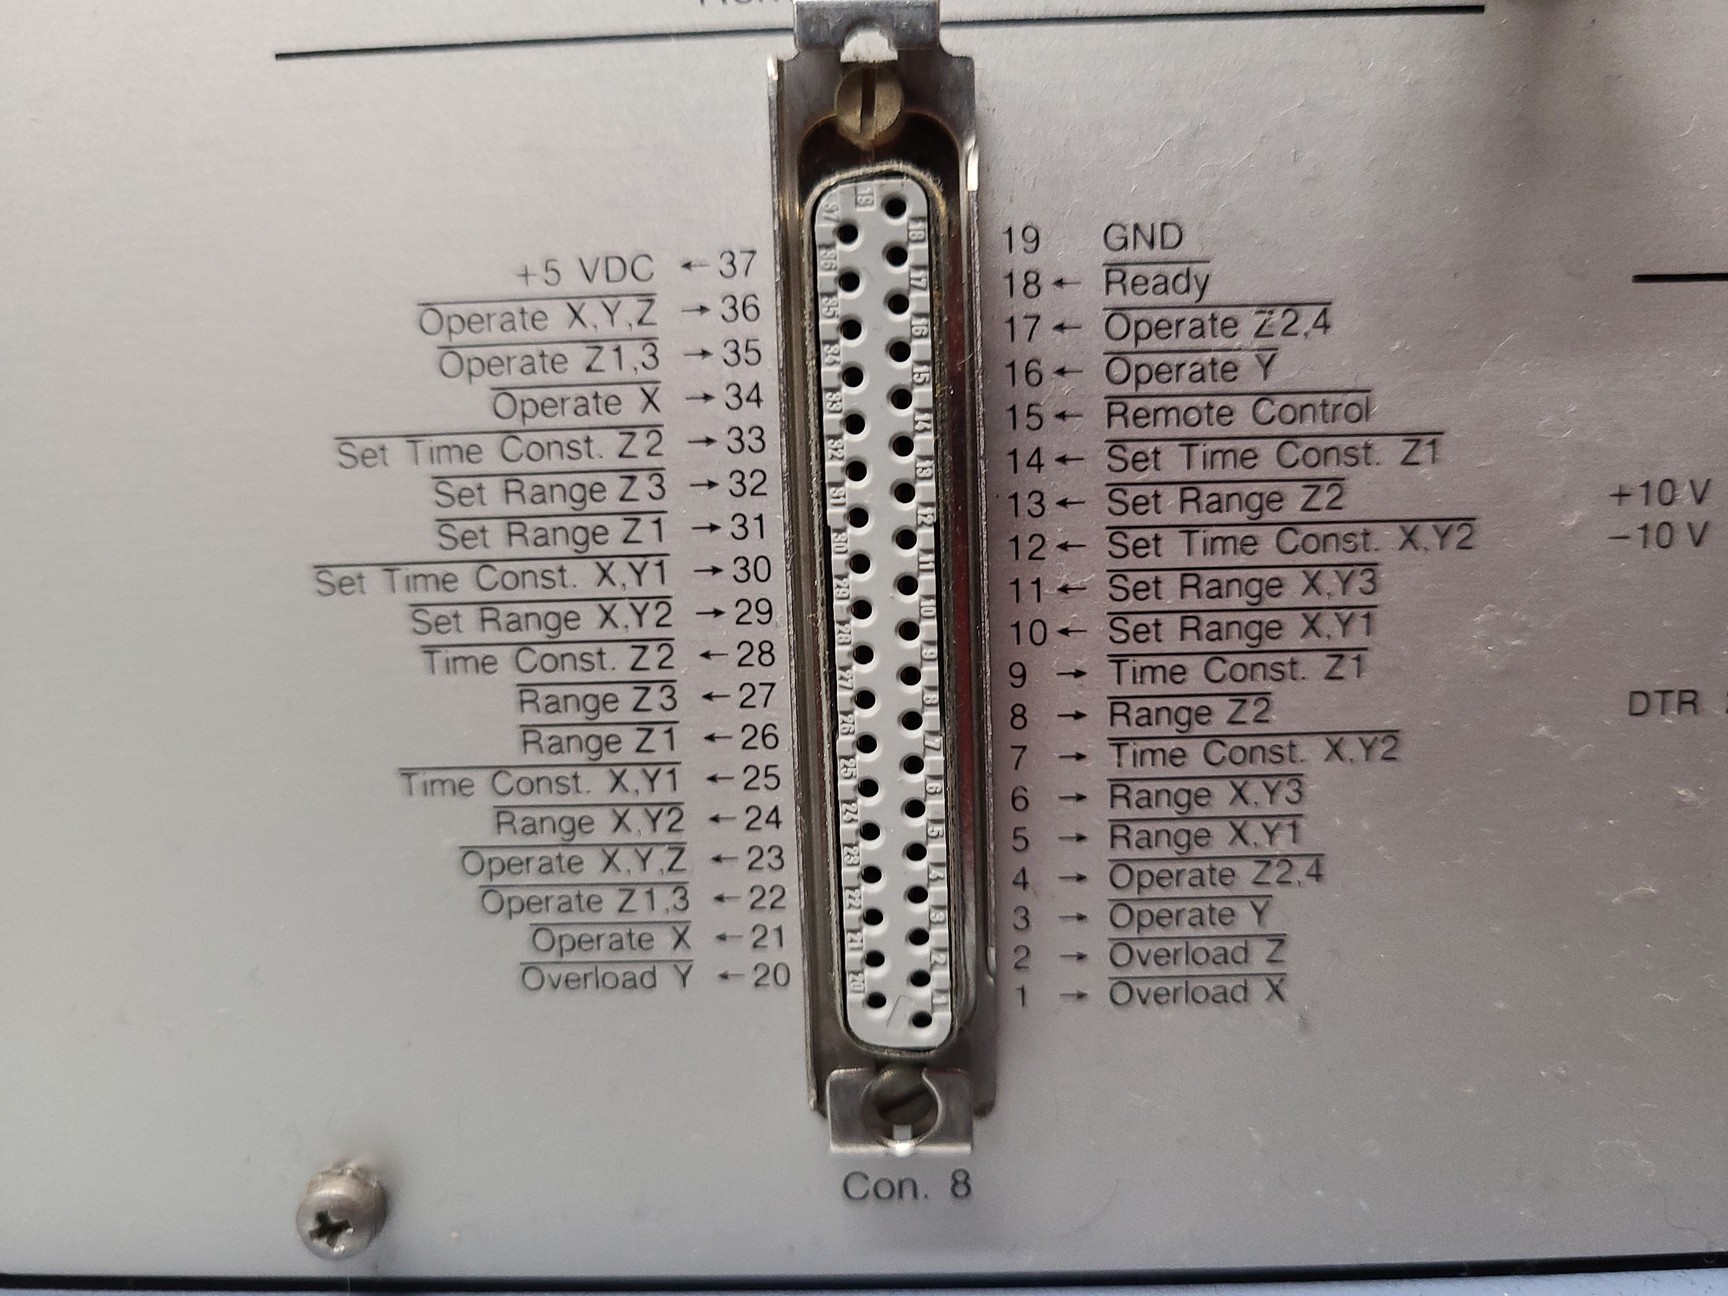 +5 VDC ←37
Operate X,Y,Z →36
Operate Z1,3 →35
Operate X →34
Set Time Const. Z2 →33
Set Range Z3 →32
Set Range Z1 →31
Set Time Const. X,Y1 →30
Set Range X,Y2 →29
Time Const. Z2 ←28
Range Z3 ←27
Range Z1 ←26
Time Const. X,Y1 ←25
Range X,Y2 ←24
Operate X,Y,Z ←23
Operate Z1,3 ←22
Operate X ←21
Overload Y ←20
19 GND
18← Ready
17← Operate Z2,4
16← Operate Y
15← Remote Control
14← Set Time Const. Z1
13← Set Range Z2
12← Set Time Const. X,Y2
11← Set Range X,Y3
10← Set Range X,Y1
9 → Time Const. Z1
8 → Range Z2
7 → Time Const. X,Y2
6 → Range X,Y3
5 → Range X,Y1
4 → Operate Z2,4
3 → Operate Y
2 → Overload Z
1 → Overload X
+10 V
−10 V
DTR
Con. 8